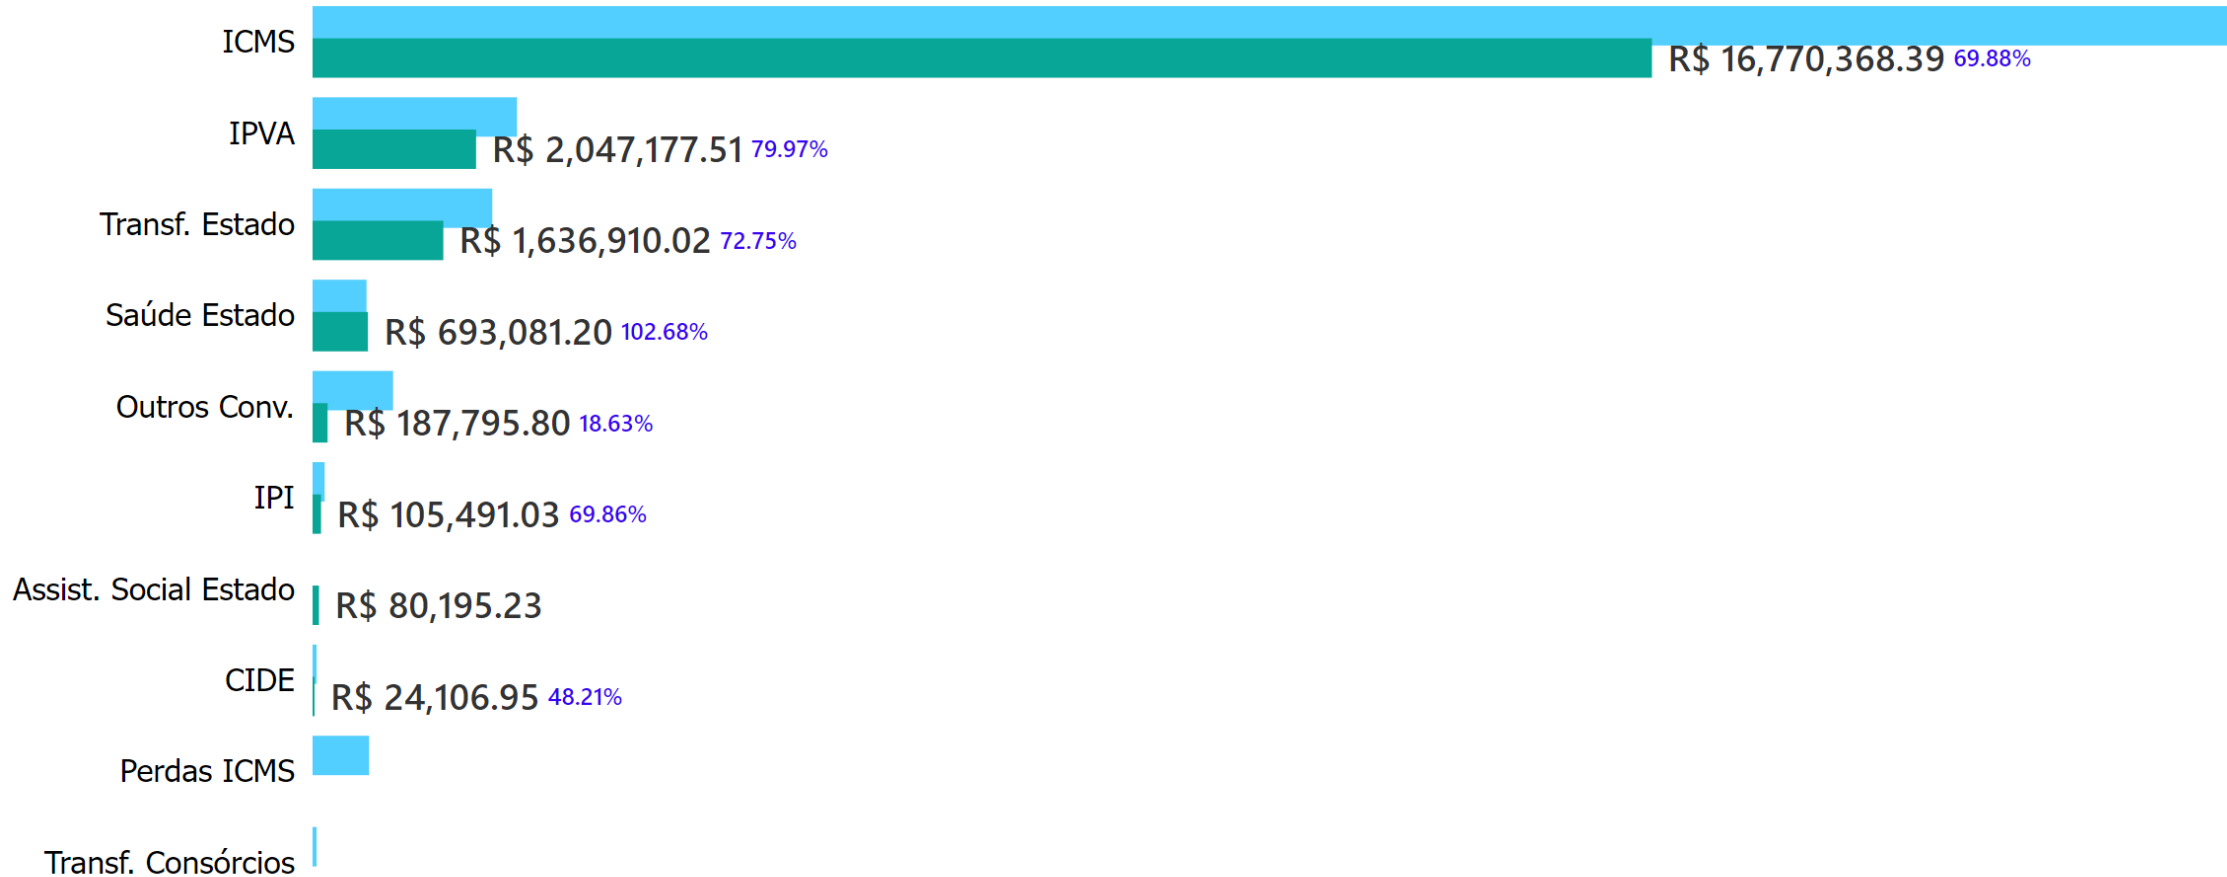 ICMS
R$ 16,770,368.39 69.88%
IPVA
R$ 2,047,177.51 79.97%
Transf. Estado
R$ 1,636,910.02 72.75%
Saúde Estado
R$ 693,081.20 102.68%
Outros Conv.
R$ 187,795.80 18.63%
IPI
R$ 105,491.03 69.86%
Assist. Social Estado
R$ 80,195.23
CIDE
R$ 24,106.95 48.21%
Perdas ICMS
Transf. Consórcios